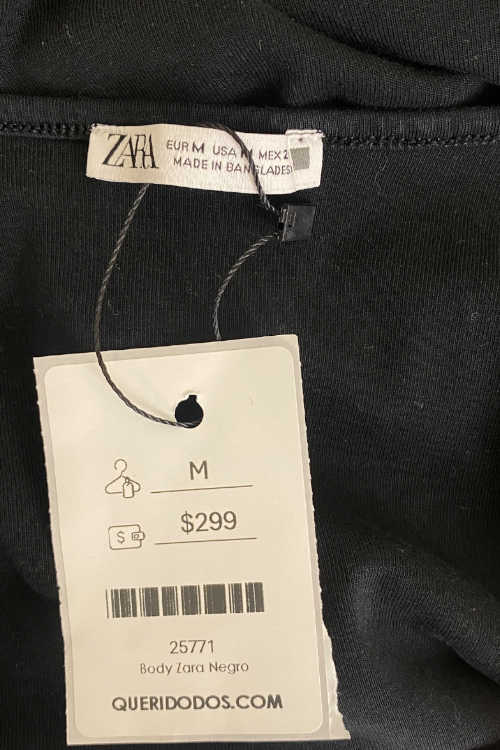 ZARA
EUR M USA M MEX 2
MADE IN BANGLADESH
M
$
$299
25771
Body Zara Negro
QUERIDODOS.COM